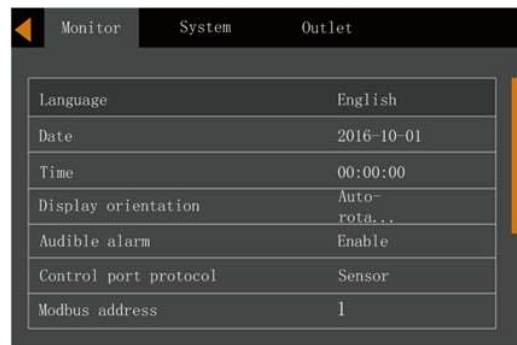 Monitor System Outlet
Language English
Date 2016-10-01
Time 00:00:00
Display orientation Auto-
rota...
Audible alarm Enable
Control port protocol Sensor
Modbus address 1